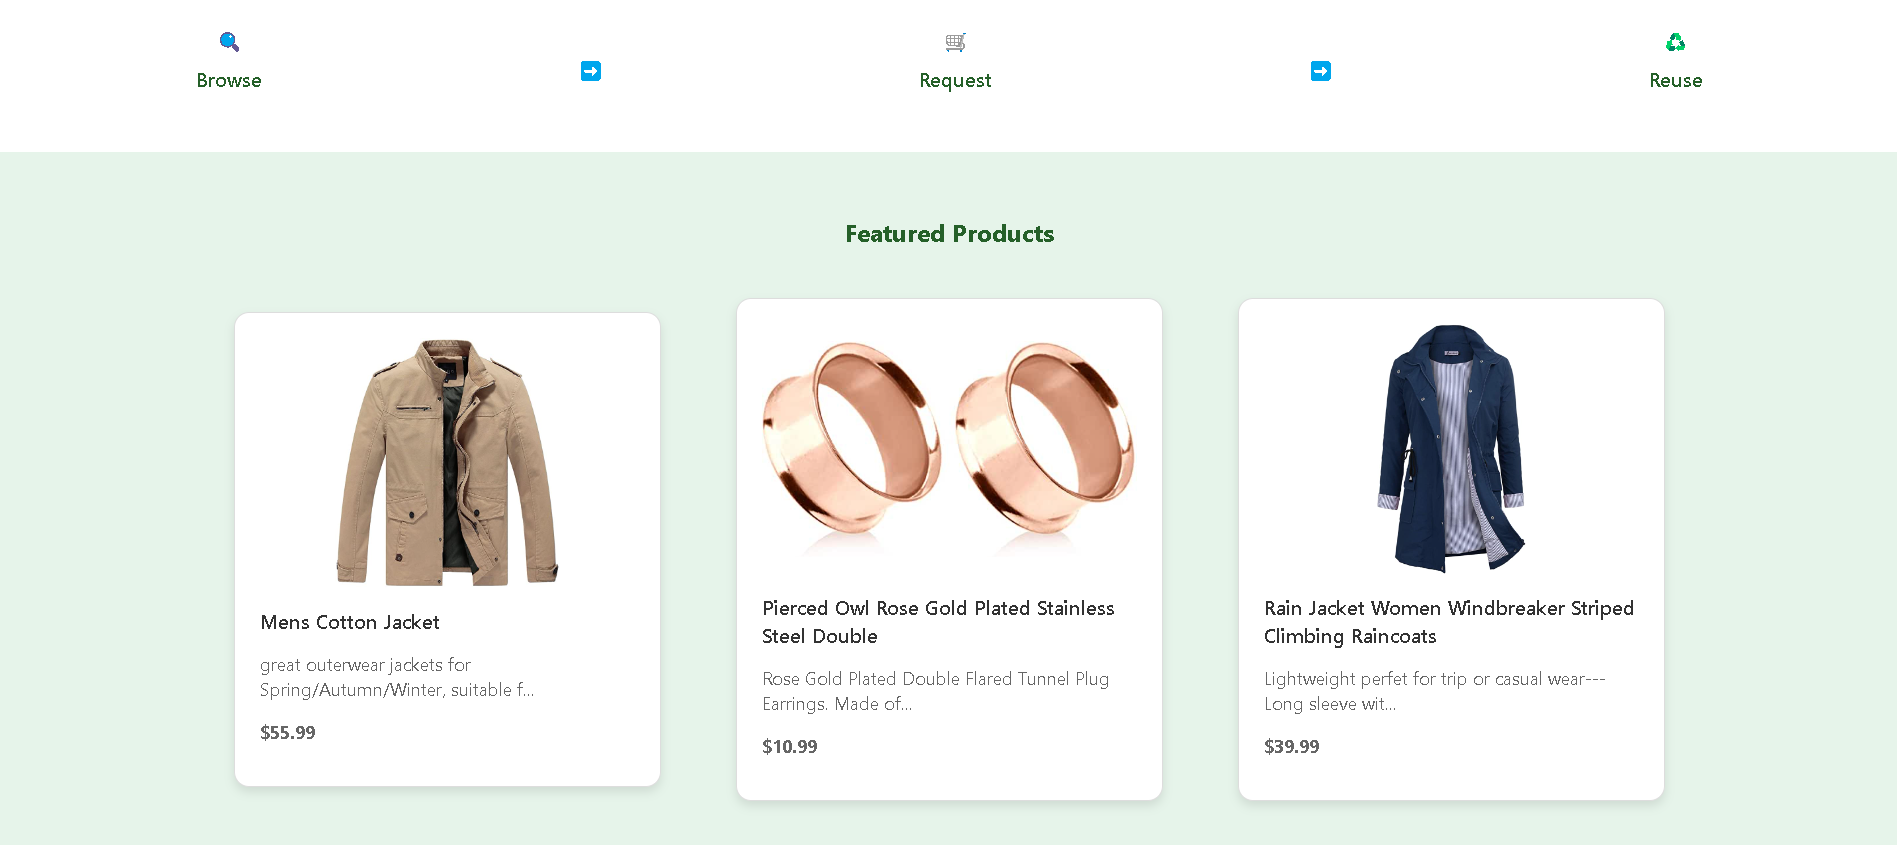 Browse
Request
Reuse
Featured Products
Mens Cotton Jacket
great outerwear jackets for
Spring/Autumn/Winter, suitable f...
$55.99
Pierced Owl Rose Gold Plated Stainless
Steel Double
Rose Gold Plated Double Flared Tunnel Plug
Earrings. Made of...
$10.99
Rain Jacket Women Windbreaker Striped
Climbing Raincoats
Lightweight perfet for trip or casual wear---
Long sleeve wit...
$39.99